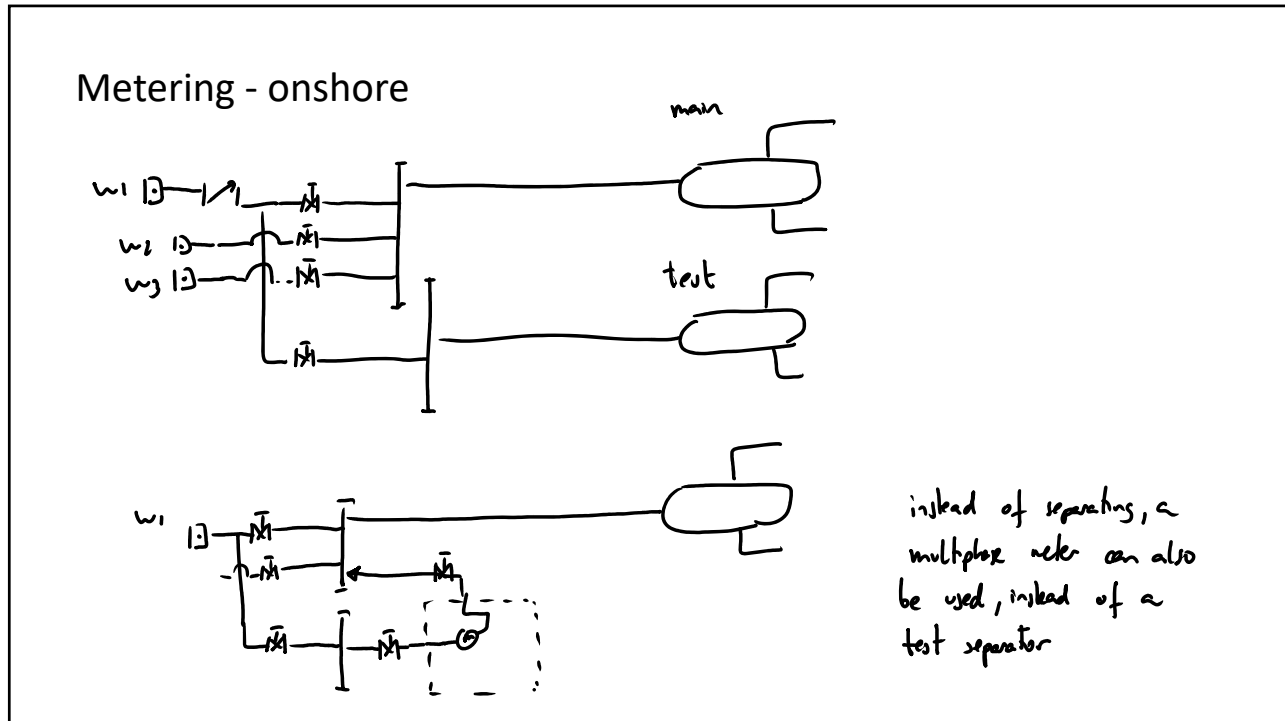 Metering - onshore
main
w1
w2
w3
test
w1
instead of separating, a
multiphase meter can also
be used, instead of a
test separator